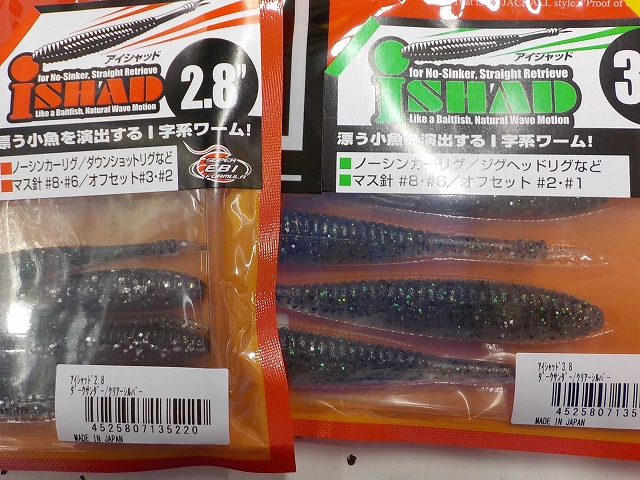 アイシャッド
for No-Sinker, Straight Retrieve
iSHAD
Like a Baitfish, Natural Wave Motion
2.8"
漂う小魚を演出するI字系ワーム!
■ノーシンカーリグ/ダウンショットリグなど
■マス針 #8・#6/オフセット#3・#2
SUPER
EBI
FORMULA
アイシャッド2.8
ダークサンダー/クリアーシルバー
4525807135220
MADE IN JAPAN
JACKALL style. "Proof of
アイシャッド
for No-Sinker, Straight Retrieve
iSHAD
Like a Baitfish, Natural Wave Motion
3
漂う小魚を演出するI字系ワーム!
■ノーシンカーリグ/ジグヘッドリグなど
■マス針 #8・#6/オフセット #2・#1
アイシャッド3.8
ダークサンダー/クリアーシルバー
4525807135
MADE IN JAPAN